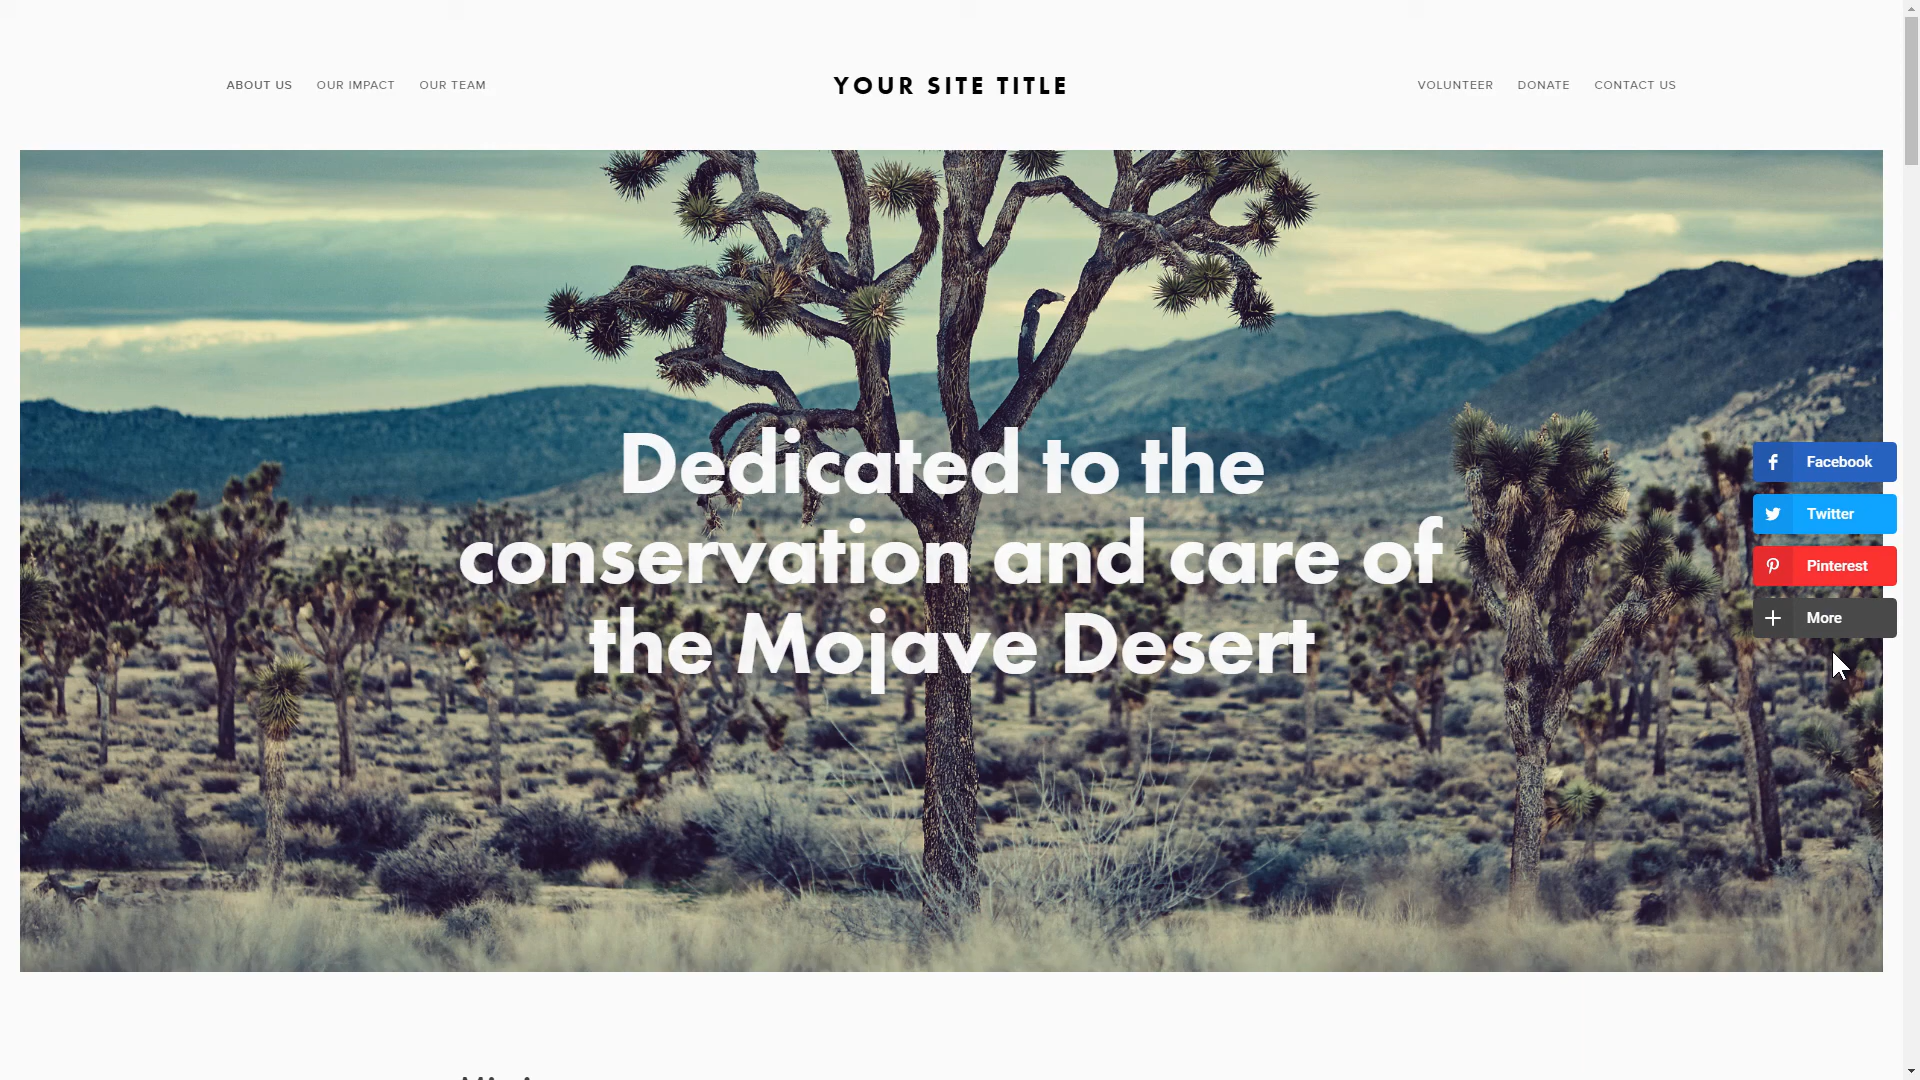 ABOUT US OUR IMPACT OUR TEAM YOUR SITE TITLE VOLUNTEER DONATE CONTACT US
Dedicated to the
conservation and care of
the Mojave Desert
Facebook
Twitter
Pinterest
More